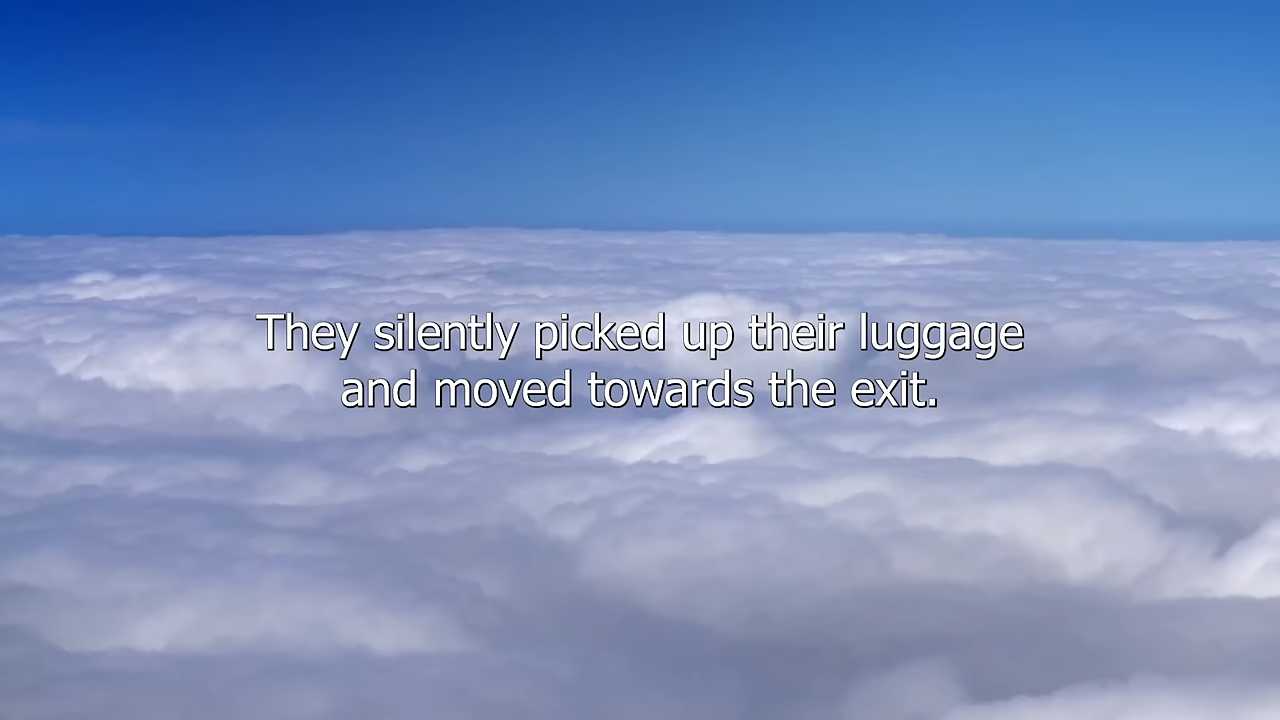 They silently picked up their luggage
and moved towards the exit.